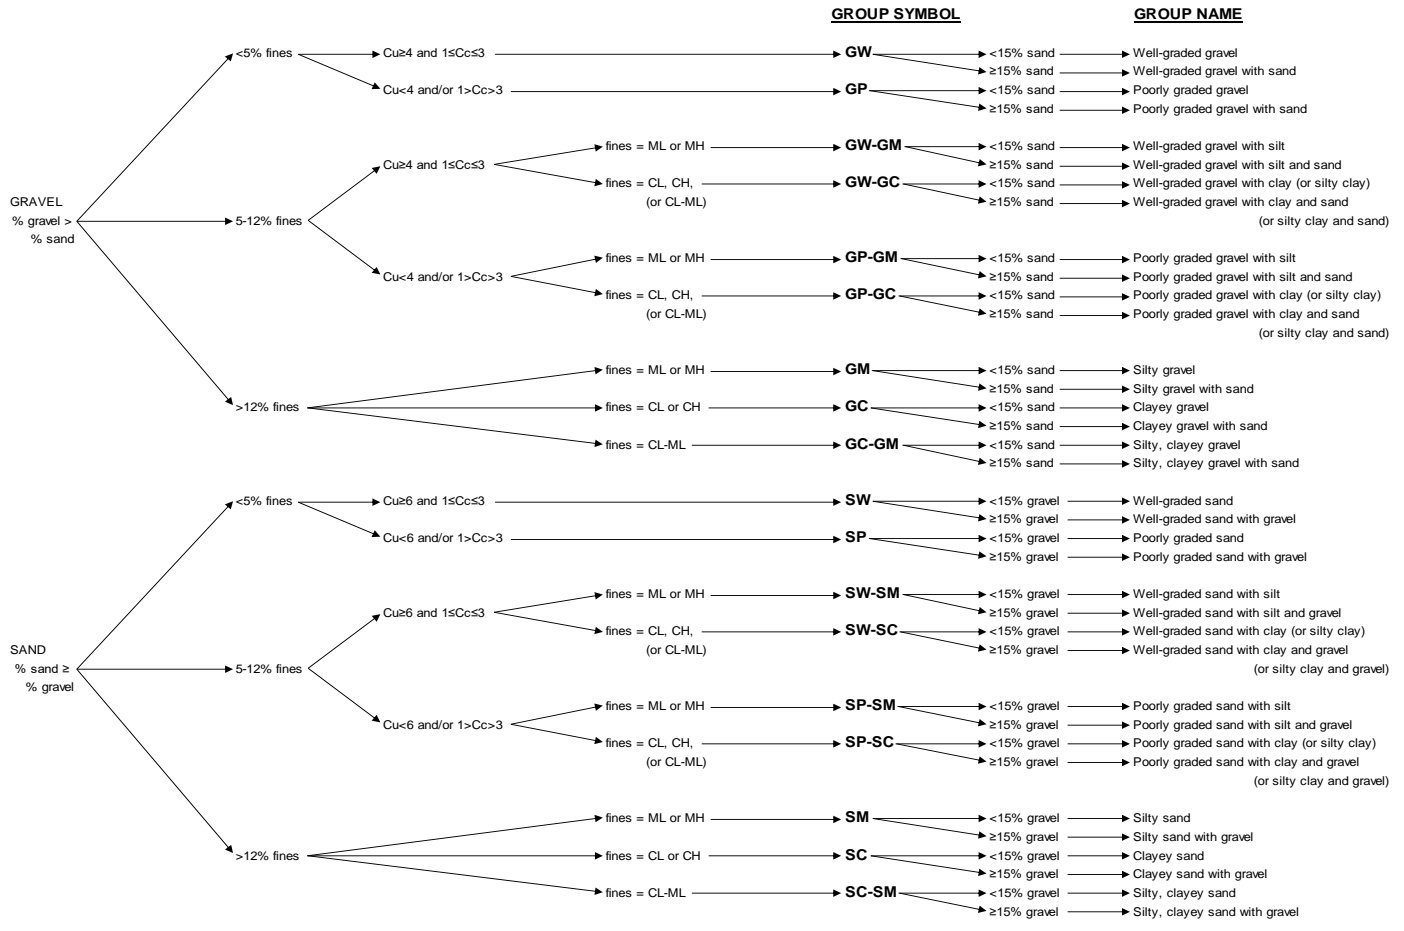 GROUP SYMBOL GROUP NAME
<5% fines Cu≥4 and 1≤Cc≤3 GW <15% sand Well-graded gravel
≥15% sand Well-graded gravel with sand
Cu<4 and/or 1>Cc>3 GP <15% sand Poorly graded gravel
≥15% sand Poorly graded gravel with sand
fines = ML or MH GW-GM <15% sand Well-graded gravel with silt
Cu≥4 and 1≤Cc≤3 ≥15% sand Well-graded gravel with silt and sand
fines = CL, CH, GW-GC <15% sand Well-graded gravel with clay (or silty clay)
GRAVEL (or CL-ML) ≥15% sand Well-graded gravel with clay and sand
% gravel > 5-12% fines (or silty clay and sand)
% sand
fines = ML or MH GP-GM <15% sand Poorly graded gravel with silt
Cu<4 and/or 1>Cc>3 ≥15% sand Poorly graded gravel with silt and sand
fines = CL, CH, GP-GC <15% sand Poorly graded gravel with clay (or silty clay)
(or CL-ML) ≥15% sand Poorly graded gravel with clay and sand
(or silty clay and sand)
fines = ML or MH GM <15% sand Silty gravel
≥15% sand Silty gravel with sand
>12% fines fines = CL or CH GC <15% sand Clayey gravel
≥15% sand Clayey gravel with sand
fines = CL-ML GC-GM <15% sand Silty, clayey gravel
≥15% sand Silty, clayey gravel with sand
<5% fines Cu≥6 and 1≤Cc≤3 SW <15% gravel Well-graded sand
≥15% gravel Well-graded sand with gravel
Cu<6 and/or 1>Cc>3 SP <15% gravel Poorly graded sand
≥15% gravel Poorly graded sand with gravel
fines = ML or MH SW-SM <15% gravel Well-graded sand with silt
Cu≥6 and 1≤Cc≤3 ≥15% gravel Well-graded sand with silt and gravel
fines = CL, CH, SW-SC <15% gravel Well-graded sand with clay (or silty clay)
SAND (or CL-ML) ≥15% gravel Well-graded sand with clay and gravel
% sand ≥ 5-12% fines (or silty clay and gravel)
% gravel
fines = ML or MH SP-SM <15% gravel Poorly graded sand with silt
Cu<6 and/or 1>Cc>3 ≥15% gravel Poorly graded sand with silt and gravel
fines = CL, CH, SP-SC <15% gravel Poorly graded sand with clay (or silty clay)
(or CL-ML) ≥15% gravel Poorly graded sand with clay and gravel
(or silty clay and gravel)
fines = ML or MH SM <15% gravel Silty sand
≥15% gravel Silty sand with gravel
>12% fines fines = CL or CH SC <15% gravel Clayey sand
≥15% gravel Clayey sand with gravel
fines = CL-ML SC-SM <15% gravel Silty, clayey sand
≥15% gravel Silty, clayey sand with gravel